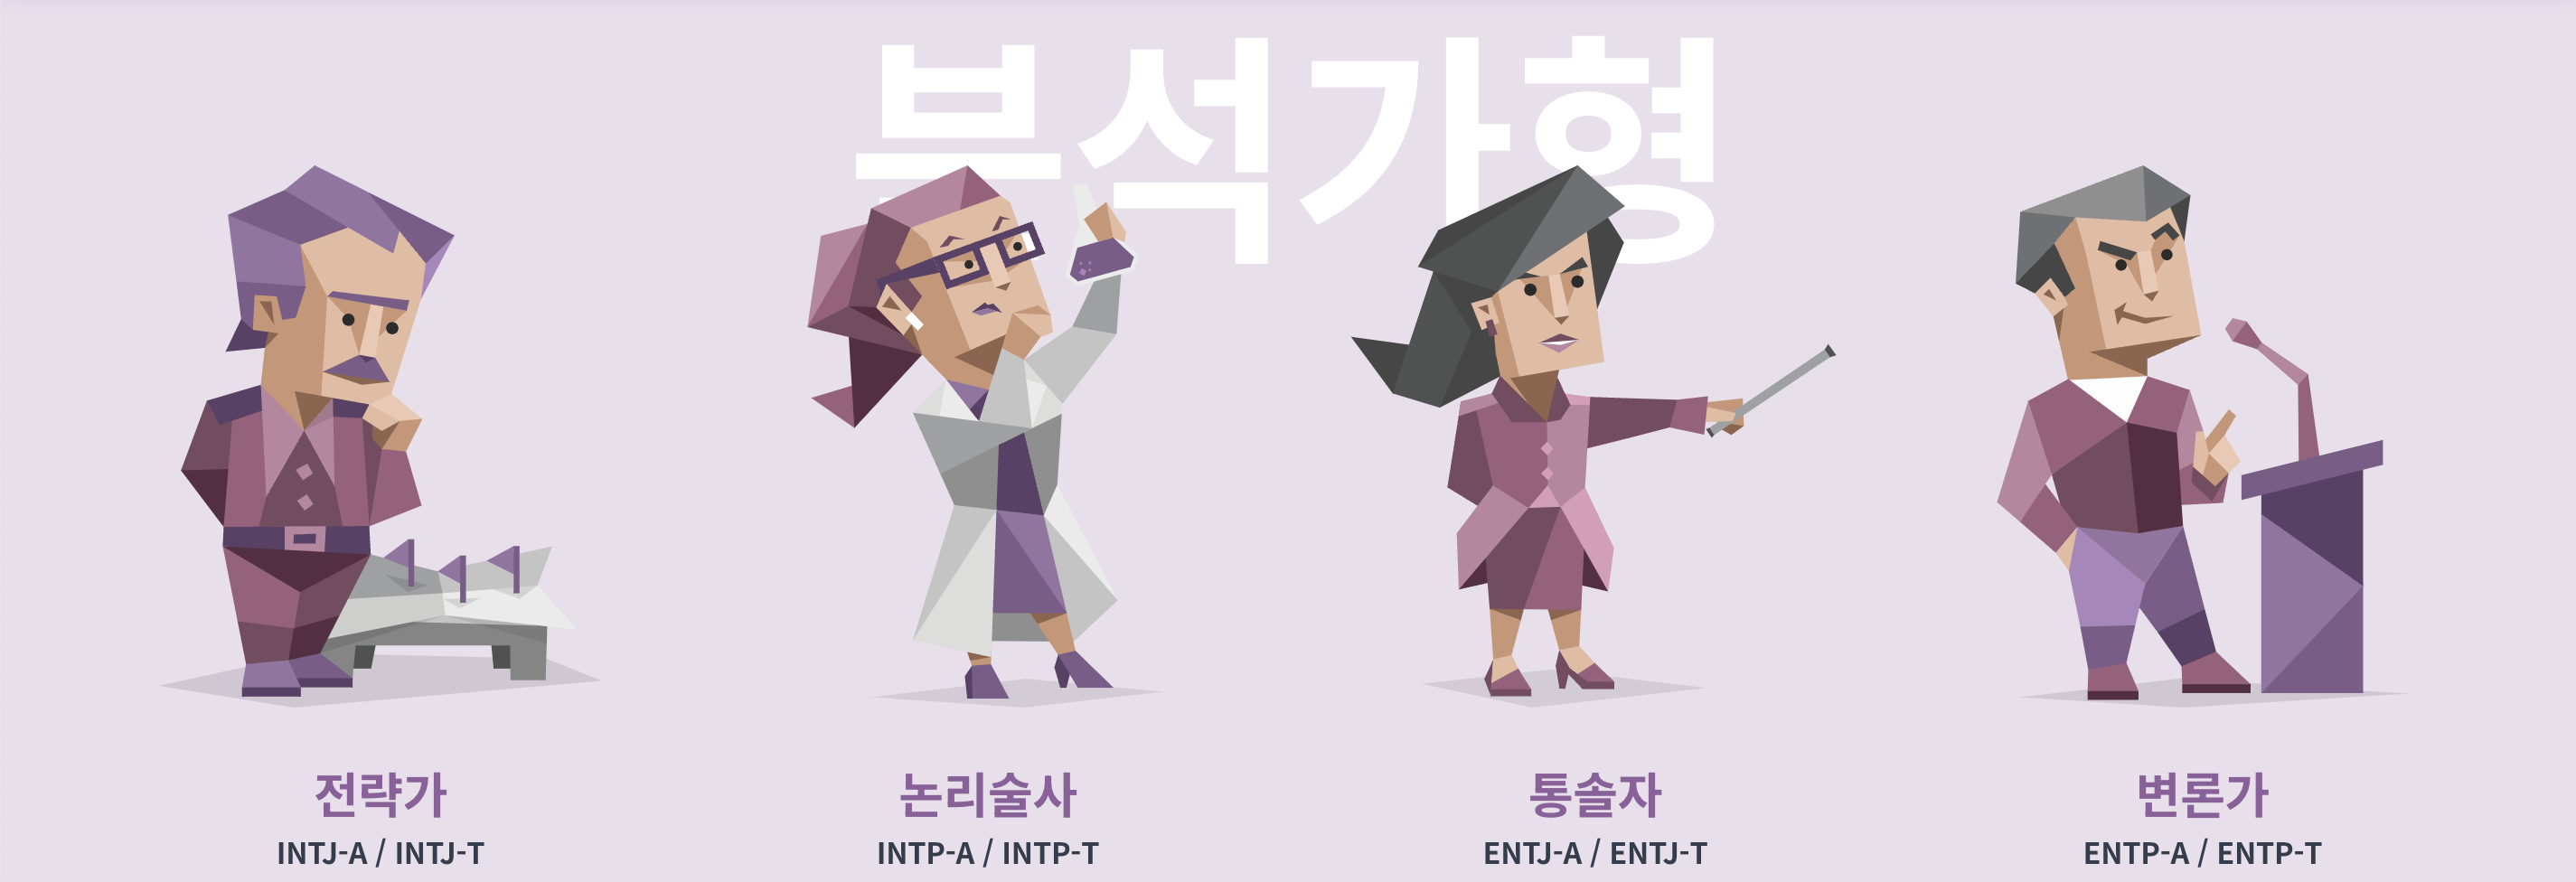 분석가형
전략가
INTJ-A / INTJ-T
논리술사
INTP-A / INTP-T
통솔자
ENTJ-A / ENTJ-T
변론가
ENTP-A / ENTP-T